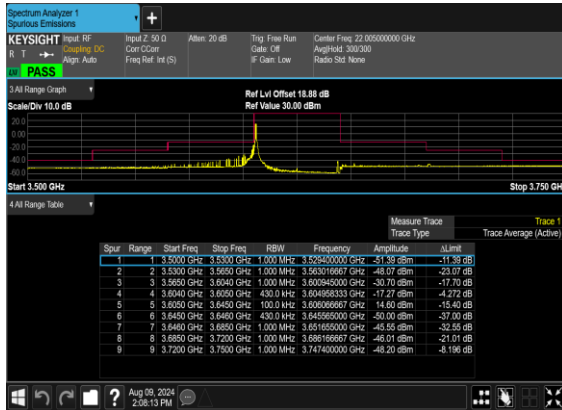 Spectrum Analyzer 1
Spurious Emissions
KEYSIGHT Input: RF Input Z: 50 Ω Atten: 20 dB Trig: Free Run Center Freq: 22.005000000 GHz
R T Coupling: DC Corr CCorr Gate: Off Avg|Hold: 300/300
Align: Auto Freq Ref: Int (S) IF Gain: Low Radio Std: None
PASS
3 All Range Graph
Ref Lvl Offset 18.88 dB
Scale/Div 10.0 dB Ref Value 30.00 dBm
20.0
0.00
-20.0
-40.0
-60.0
Start 3.500 GHz Stop 3.750 GH
4 All Range Table
Measure Trace Trace 1
Trace Type Trace Average (Active)
Spur Range Start Freq Stop Freq RBW Frequency Amplitude ΔLimit
1 1 3.5000 GHz 3.5300 GHz 1.000 MHz 3.529400000 GHz -51.39 dBm -11.39 dB
2 2 3.5300 GHz 3.5650 GHz 1.000 MHz 3.563016667 GHz -48.07 dBm -23.07 dB
3 3 3.5650 GHz 3.6040 GHz 1.000 MHz 3.600945000 GHz -30.70 dBm -17.70 dB
4 4 3.6040 GHz 3.6050 GHz 430.0 kHz 3.604958333 GHz -17.27 dBm -4.272 dB
5 5 3.6050 GHz 3.6450 GHz 100.0 kHz 3.606066667 GHz 14.60 dBm -15.40 dB
6 6 3.6450 GHz 3.6460 GHz 430.0 kHz 3.645565000 GHz -50.00 dBm -37.00 dB
7 7 3.6460 GHz 3.6850 GHz 1.000 MHz 3.651655000 GHz -45.55 dBm -32.55 dB
8 8 3.6850 GHz 3.7200 GHz 1.000 MHz 3.686166667 GHz -46.01 dBm -21.01 dB
9 9 3.7200 GHz 3.7500 GHz 1.000 MHz 3.747400000 GHz -48.20 dBm -8.196 dB
Aug 09, 2024
2:08:13 PM